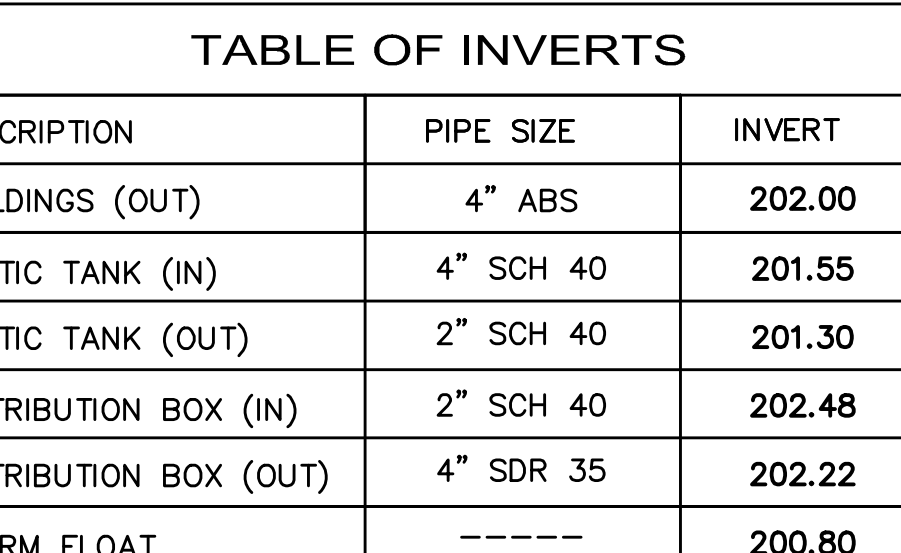 TABLE OF INVERTS
CRIPTION PIPE SIZE INVERT
LDINGS (OUT) 4” ABS 202.00
TIC TANK (IN) 4” SCH 40 201.55
TIC TANK (OUT) 2” SCH 40 201.30
TRIBUTION BOX (IN) 2” SCH 40 202.48
TRIBUTION BOX (OUT) 4” SDR 35 202.22
RM FLOAT ----- 200.80